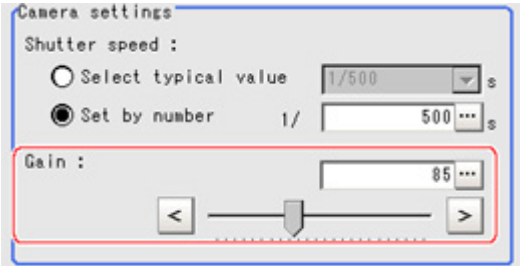 Camera settings
Shutter speed :
Select typical value 1/500 s
Set by number 1/ 500 ... s
Gain : 85 ...
< >